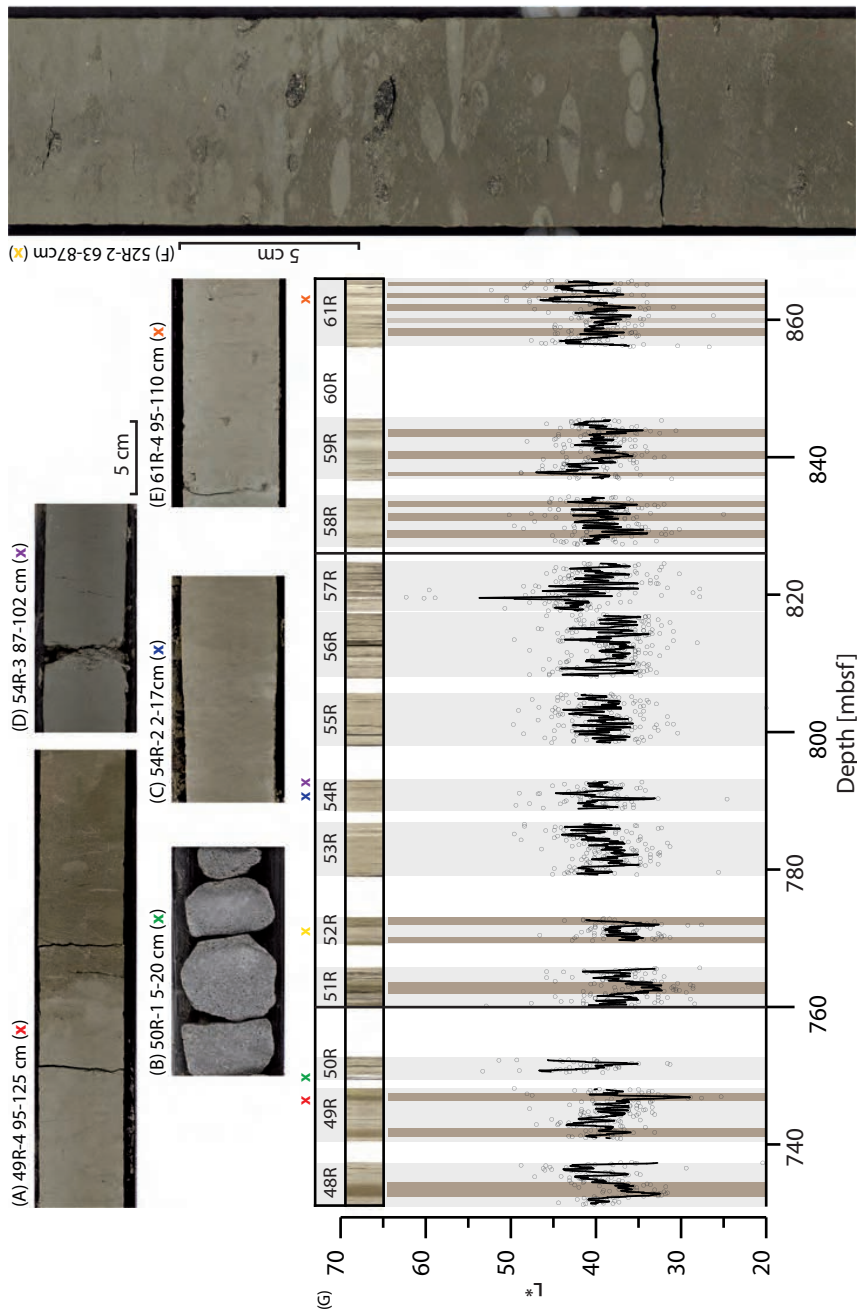 (A) 49R-4 95-125 cm (x)
(B) 50R-1 5-20 cm (x)
(C) 54R-2 2-17cm (x)
(D) 54R-3 87-102 cm (x)
(E) 61R-4 95-110 cm (x)
5 cm
(F) 52R-2 63-87cm (x)
5 cm
x x x x x x
(G)
48R 49R 50R 51R 52R 53R 54R 55R 56R 57R 58R 59R 60R 61R
70
60
50
40
30
20
L*
740 760 780 800 820 840 860
Depth [mbsf]